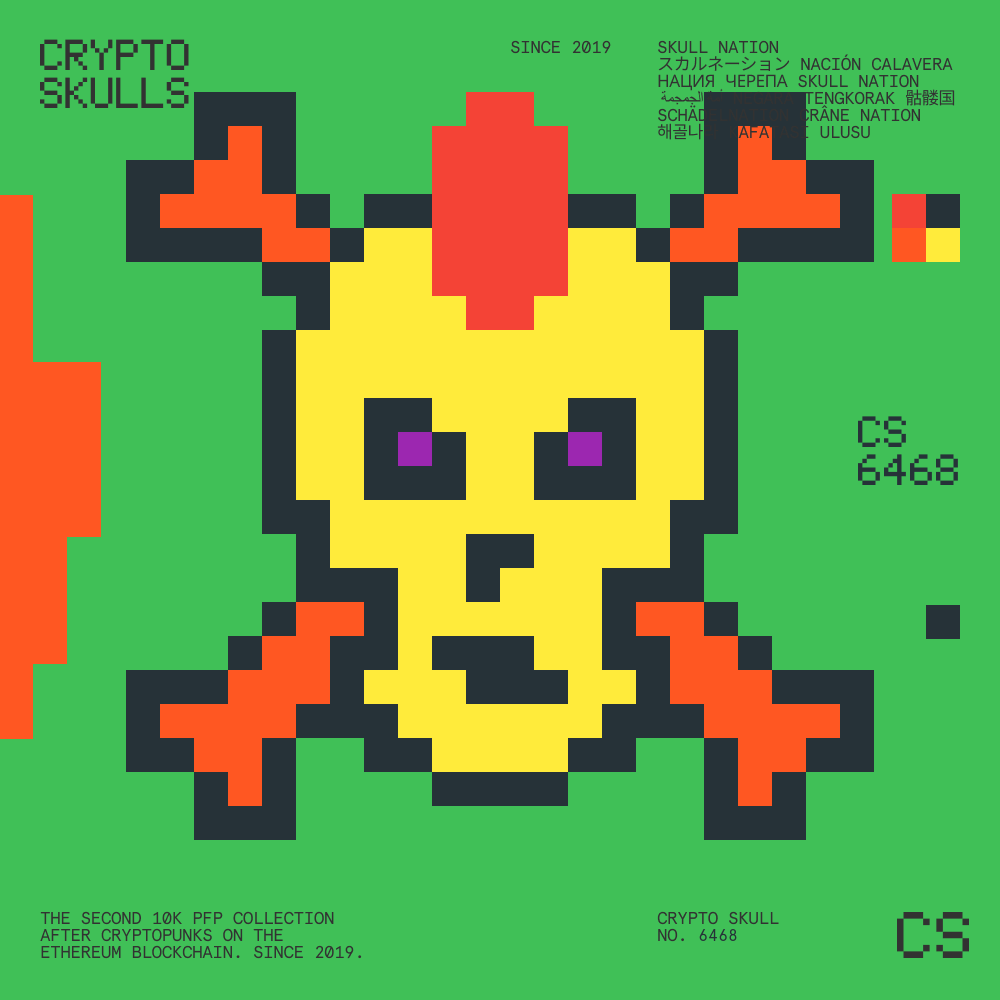 CRYPTO
SKULLS
SINCE 2019
SKULL NATION
スカルネーション NACIÓN CALAVERA
НАЦИЯ ЧЕРЕПА SKULL NATION
TENGKORAK 骷髅国
CRÂNE NATION
해골나 ULUSU
CS
6468
THE SECOND 10K PFP COLLECTION
AFTER CRYPTOPUNKS ON THE
ETHEREUM BLOCKCHAIN. SINCE 2019.
CRYPTO SKULL
NO. 6468
CS